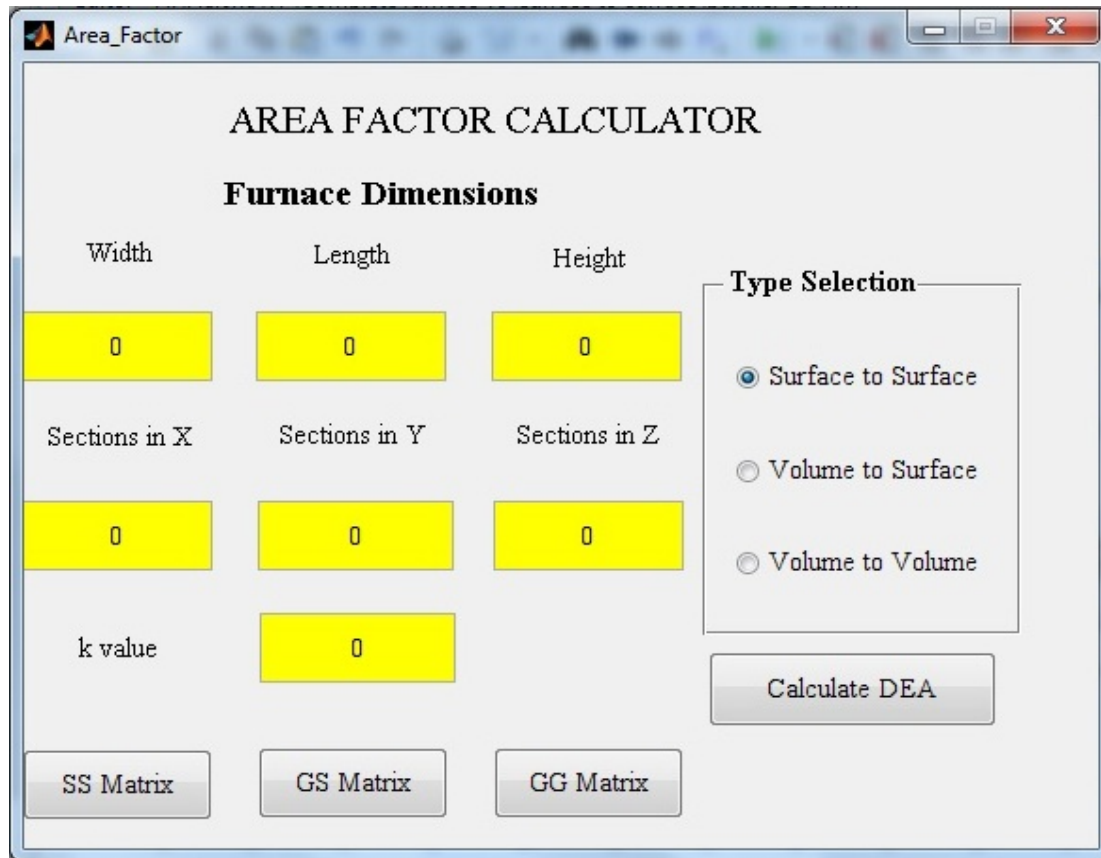 Area_Factor
AREA FACTOR CALCULATOR
Furnace Dimensions
Width
Length
Height
0
0
0
Sections in X
Sections in Y
Sections in Z
0
0
0
k value
0
Type Selection
Surface to Surface
Volume to Surface
Volume to Volume
Calculate DEA
SS Matrix
GS Matrix
GG Matrix